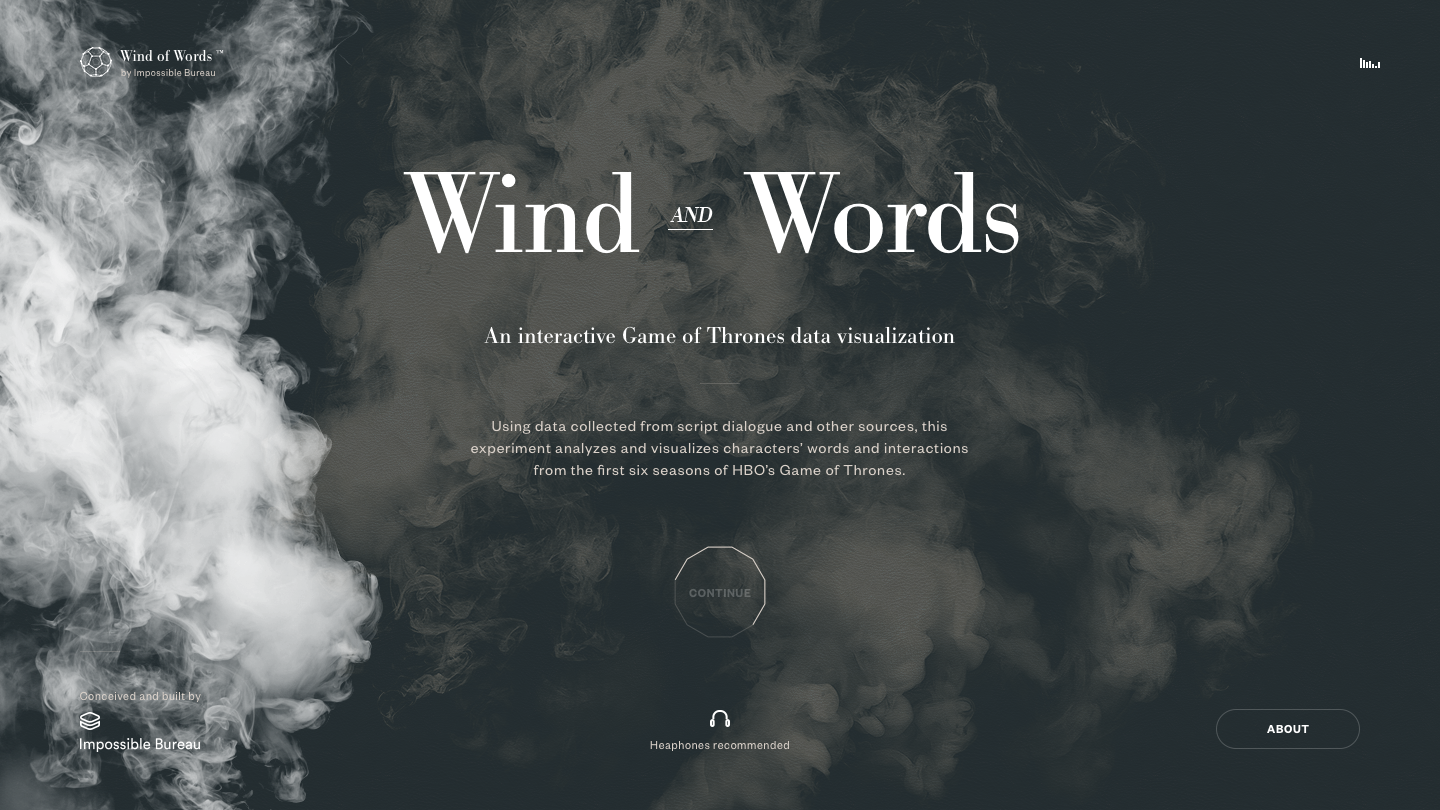 Wind of Words ™
by Impossible Bureau
Wind AND Words
An interactive Game of Thrones data visualization
Using data collected from script dialogue and other sources, this
experiment analyzes and visualizes characters’ words and interactions
from the first six seasons of HBO’s Game of Thrones.
CONTINUE
Conceived and built by
Impossible Bureau
Heaphones recommended
ABOUT